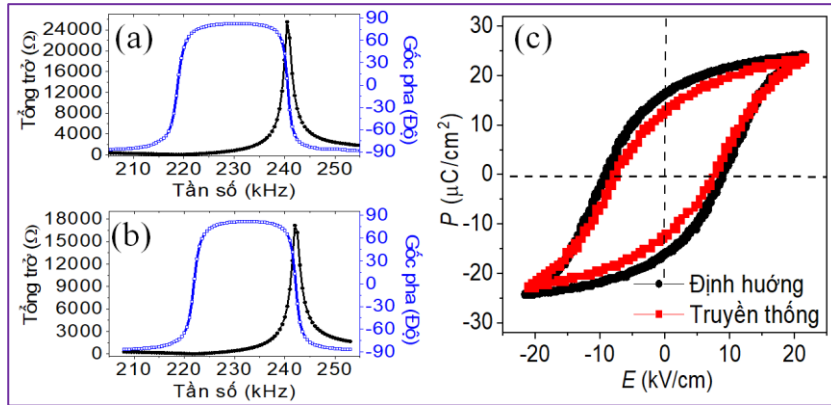 (a)
Tổng trở (Ω)
24000
20000
16000
12000
8000
4000
0
90
60
30
0
-30
-60
-90
Gốc pha (Độ)
210 220 230 240 250
Tần số (kHz)
(b)
Tổng trở (Ω)
18000
15000
12000
9000
6000
3000
0
90
60
30
0
-30
-60
-90
Gốc pha (Độ)
210 220 230 240 250
Tần số (kHz)
(c)
P (μC/cm²)
30
20
10
0
-10
-20
-30
Định huớng
Truyền thống
-20 -10 0 10 20
E (kV/cm)